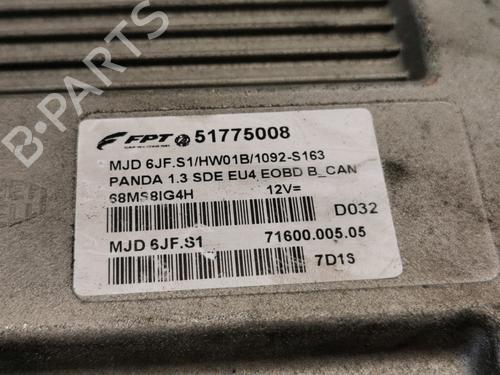 FPT 51775008
MJD 6JF.S1/HW01B/1092-S163
PANDA 1.3 SDE EU4 EOBD B_CAN
68MS8IG4H 12V=
D032
MJD 6JF.S1 71600.005.05
7D1S
B-PARTS